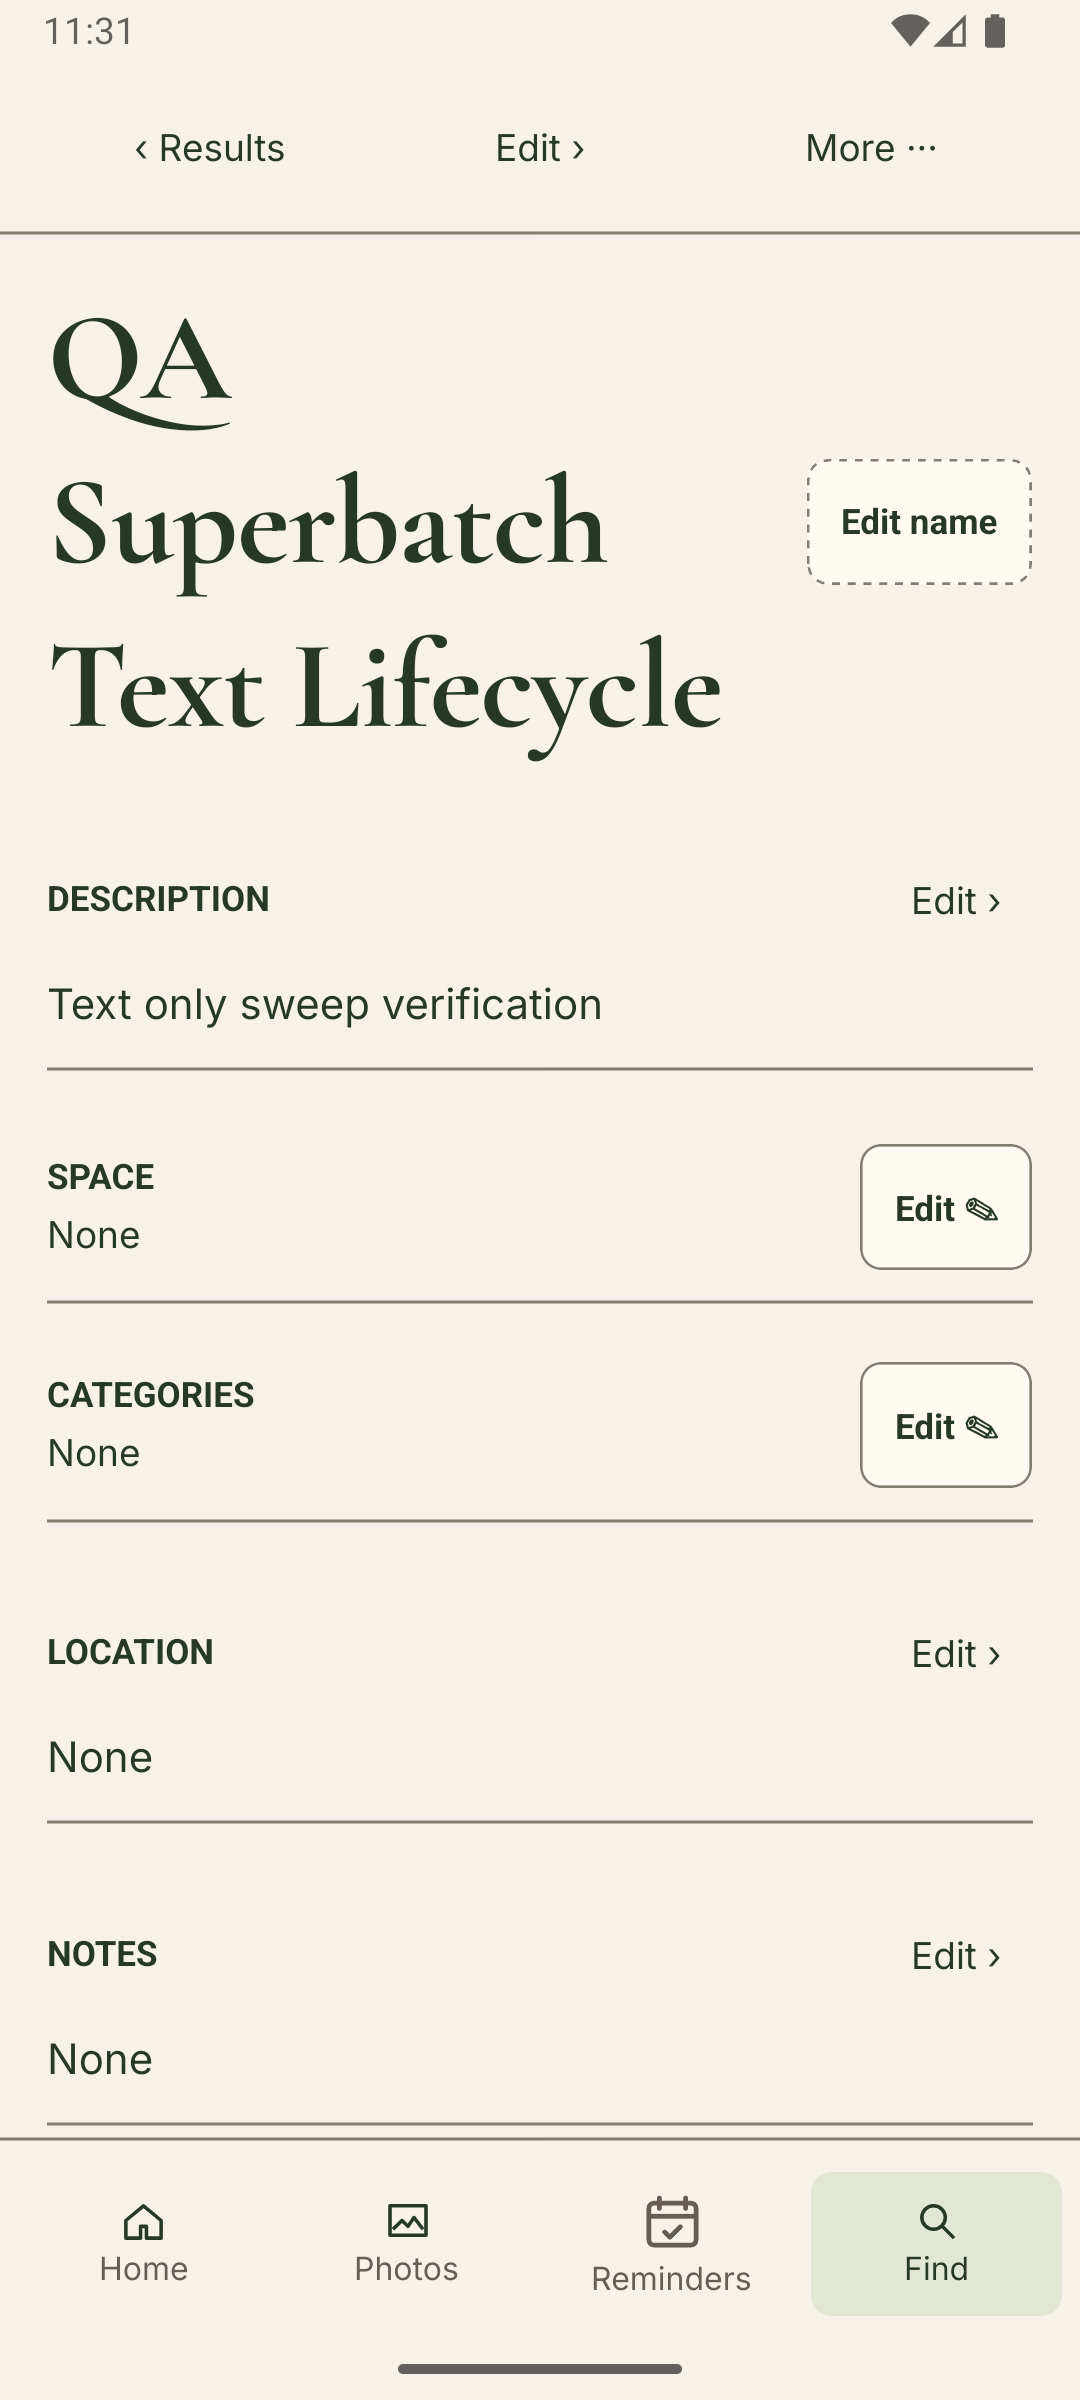 11:31
‹ Results
Edit ›
More ···
QA
Superbatch
Text Lifecycle
Edit name
DESCRIPTION
Edit ›
Text only sweep verification
SPACE
None
Edit ✎
CATEGORIES
None
Edit ✎
LOCATION
Edit ›
None
NOTES
Edit ›
None
Home
Photos
Reminders
Find